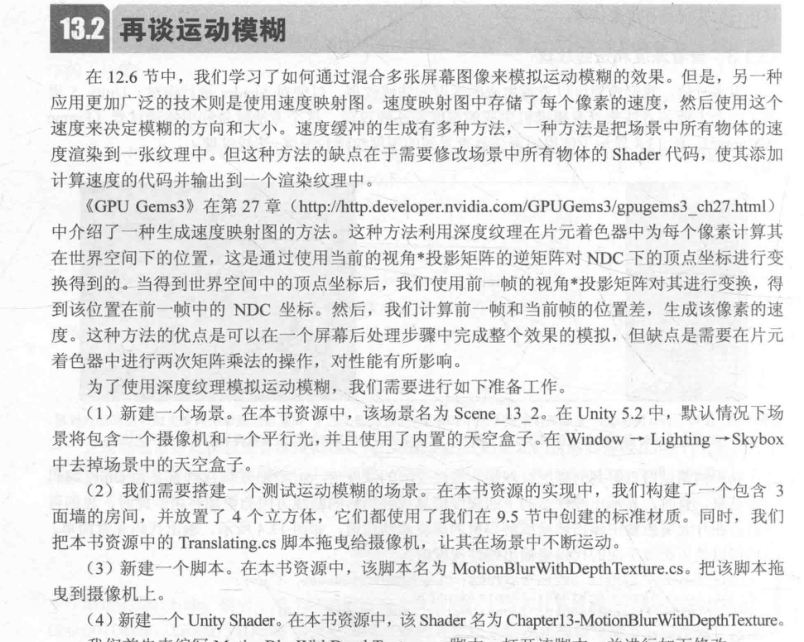 13.2 再谈运动模糊
在 12.6 节中，我们学习了如何通过混合多张屏幕图像来模拟运动模糊的效果。但是，另一种
应用更加广泛的技术则是使用速度映射图。速度映射图中存储了每个像素的速度，然后使用这个
速度来决定模糊的方向和大小。速度缓冲的生成有多种方法，一种方法是把场景中所有物体的速
度渲染到一张纹理中。但这种方法的缺点在于需要修改场景中所有物体的 Shader 代码，使其添加
计算速度的代码并输出到一个渲染纹理中。
《GPU Gems3》在第 27 章（http://http.developer.nvidia.com/GPUGems3/gpugems3_ch27.html）
中介绍了一种生成速度映射图的方法。这种方法利用深度纹理在片元着色器中为每个像素计算其
在世界空间下的位置，这是通过使用当前的视角*投影矩阵的逆矩阵对 NDC 下的顶点坐标进行变
换得到的。当得到世界空间中的顶点坐标后，我们使用前一帧的视角*投影矩阵对其进行变换，得
到该位置在前一帧中的 NDC 坐标。然后，我们计算前一帧和当前帧的位置差，生成该像素的速
度。这种方法的优点是可以在一个屏幕后处理步骤中完成整个效果的模拟，但缺点是需要在片元
着色器中进行两次矩阵乘法的操作，对性能有所影响。
为了使用深度纹理模拟运动模糊，我们需要进行如下准备工作。
（1）新建一个场景。在本书资源中，该场景名为 Scene_13_2。在 Unity 5.2 中，默认情况下场
景将包含一个摄像机和一个平行光，并且使用了内置的天空盒子。在 Window → Lighting →Skybox
中去掉场景中的天空盒子。
（2）我们需要搭建一个测试运动模糊的场景。在本书资源的实现中，我们构建了一个包含 3
面墙的房间，并放置了 4 个立方体，它们都使用了我们在 9.5 节中创建的标准材质。同时，我们
把本书资源中的 Translating.cs 脚本拖曳给摄像机，让其在场景中不断运动。
（3）新建一个脚本。在本书资源中，该脚本名为 MotionBlurWithDepthTexture.cs。把该脚本拖
曳到摄像机上。
（4）新建一个 Unity Shader。在本书资源中，该 Shader 名为 Chapter13-MotionBlurWithDepthTexture。